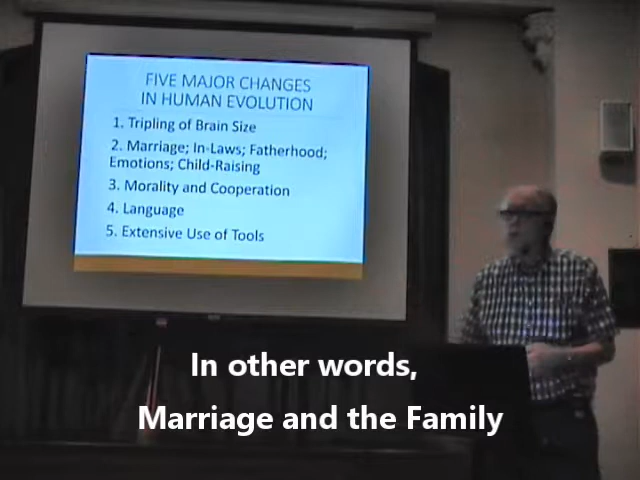 FIVE MAJOR CHANGES
IN HUMAN EVOLUTION
1. Tripling of Brain Size
2. Marriage; In-Laws; Fatherhood;
Emotions; Child-Raising
3. Morality and Cooperation
4. Language
5. Extensive Use of Tools
In other words,
Marriage and the Family